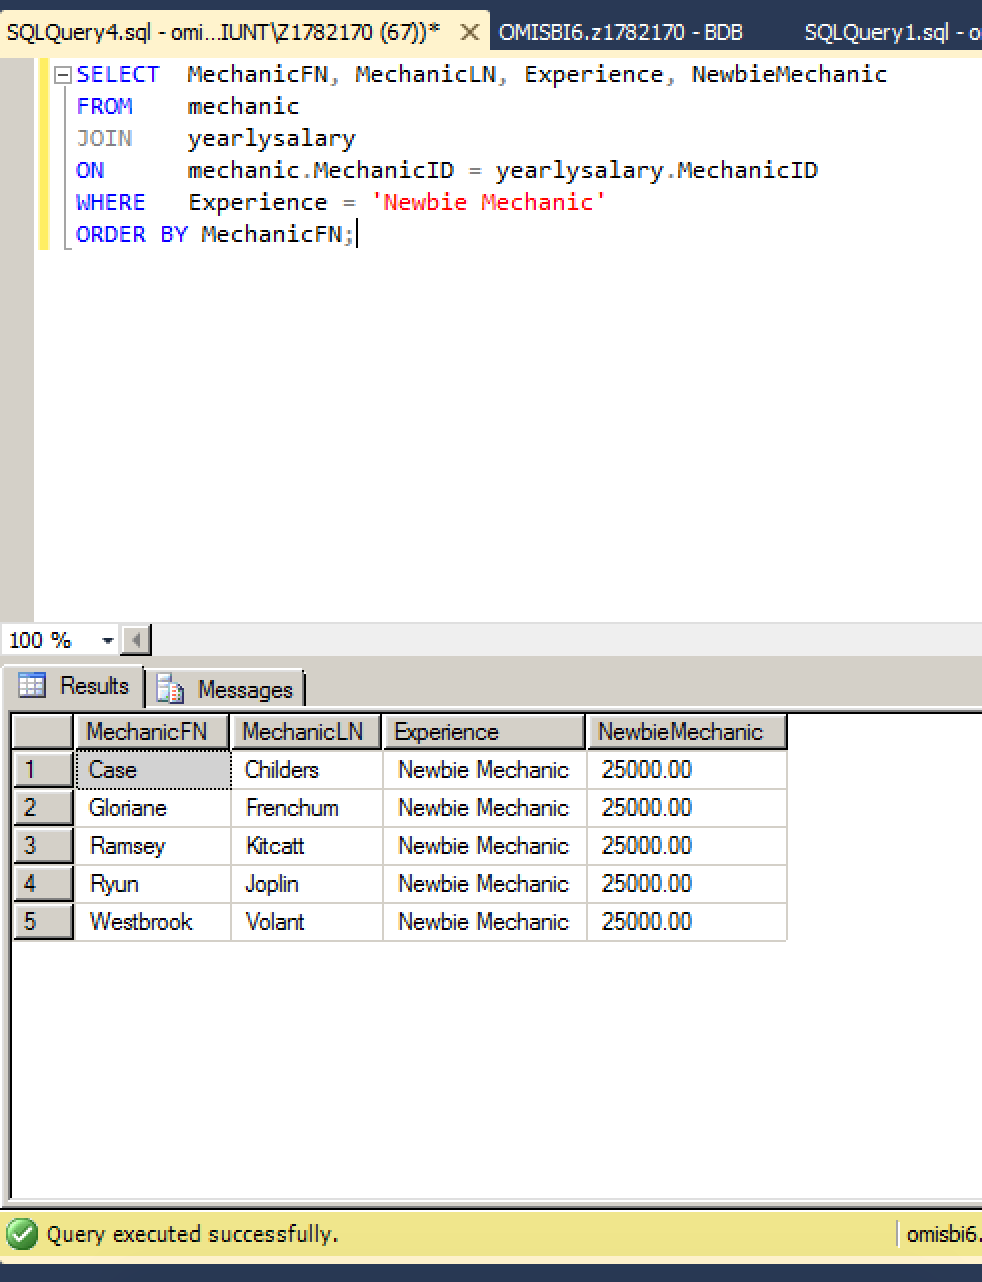 SQLQuery4.sql - omi...IUNT\Z1782170 (67))* OMISBI6.z1782170 - BDB SQLQuery1.sql - o
SELECT MechanicFN, MechanicLN, Experience, NewbieMechanic
FROM mechanic
JOIN yearlysalary
ON mechanic.MechanicID = yearlysalary.MechanicID
WHERE Experience = 'Newbie Mechanic'
ORDER BY MechanicFN;
100 %
Results Messages
MechanicFN MechanicLN Experience NewbieMechanic
1 Case Childers Newbie Mechanic 25000.00
2 Gloriane Frenchum Newbie Mechanic 25000.00
3 Ramsey Kitcatt Newbie Mechanic 25000.00
4 Ryun Joplin Newbie Mechanic 25000.00
5 Westbrook Volant Newbie Mechanic 25000.00
Query executed successfully. omisbi6.